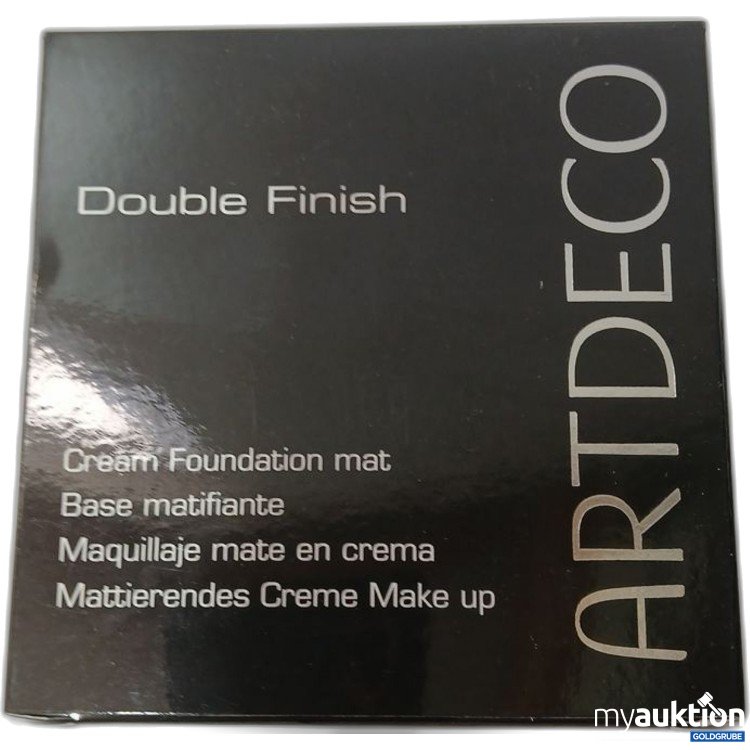 Double Finish
ARTDECO
Cream Foundation mat
Base matifiante
Maquillaje mate en crema
Mattierendes Creme Make up
myauktion
GOLDGRUBE